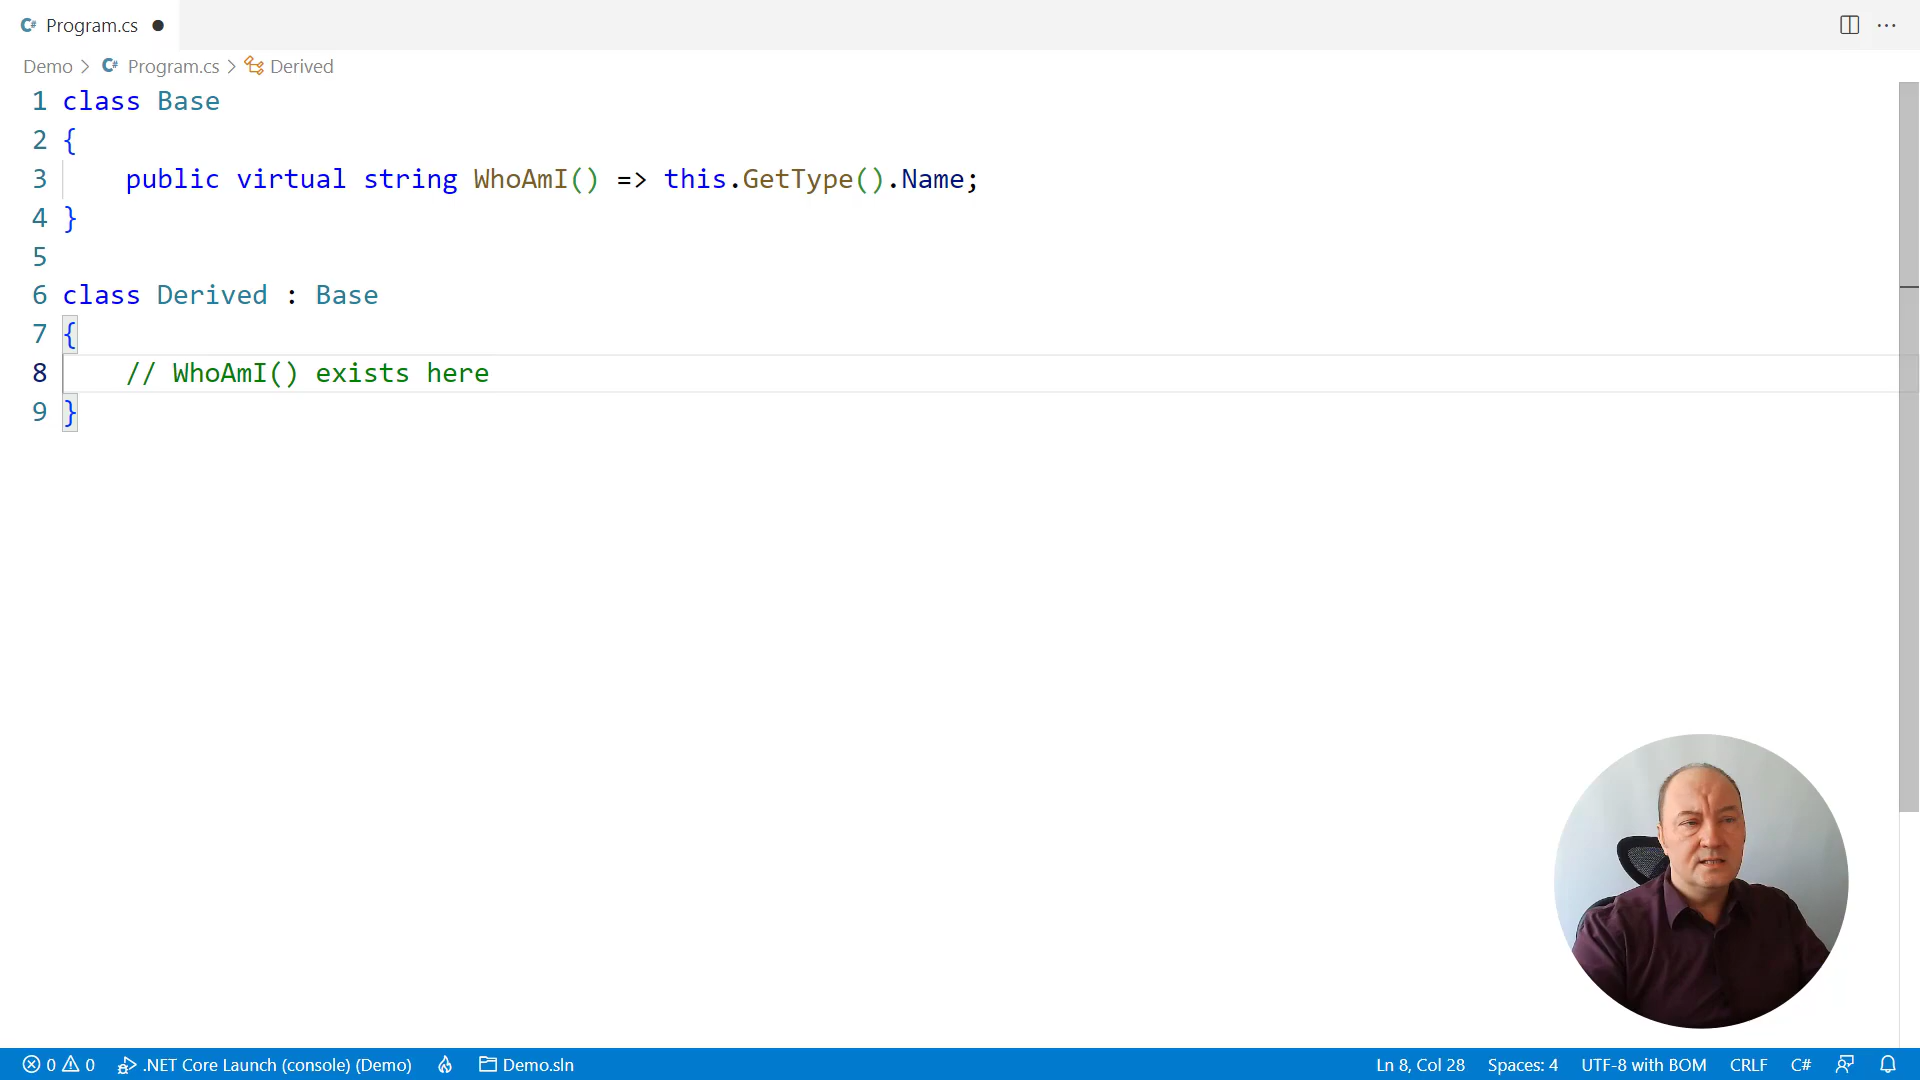 C# Program.cs ●
Demo > C# Program.cs > Derived
1 class Base
2 {
3     public virtual string WhoAmI() => this.GetType().Name;
4 }
5
6 class Derived : Base
7 {
8     // WhoAmI() exists here
9 }
0 0 .NET Core Launch (console) (Demo) Demo.sln Ln 8, Col 28 Spaces: 4 UTF-8 with BOM CRLF C#